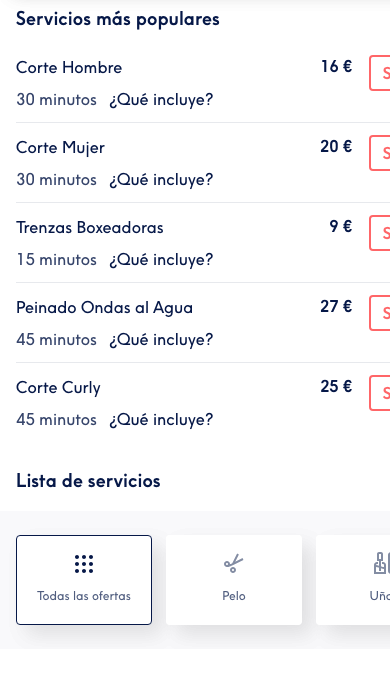 Servicios más populares
Corte Hombre 16 €
30 minutos ¿Qué incluye?
Corte Mujer 20 €
30 minutos ¿Qué incluye?
Trenzas Boxeadoras 9 €
15 minutos ¿Qué incluye?
Peinado Ondas al Agua 27 €
45 minutos ¿Qué incluye?
Corte Curly 25 €
45 minutos ¿Qué incluye?
Lista de servicios
Todas las ofertas Pelo